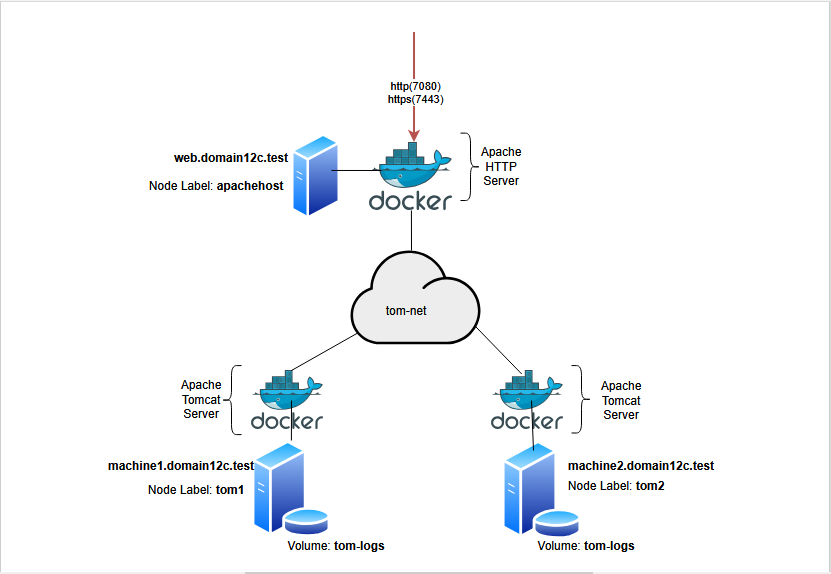 http(7080)
https(7443)
web.domain12c.test
Node Label: apachehost
docker
Apache
HTTP
Server
tom-net
Apache
Tomcat
Server
docker
docker
Apache
Tomcat
Server
machine1.domain12c.test
Node Label: tom1
Volume: tom-logs
machine2.domain12c.test
Node Label: tom2
Volume: tom-logs